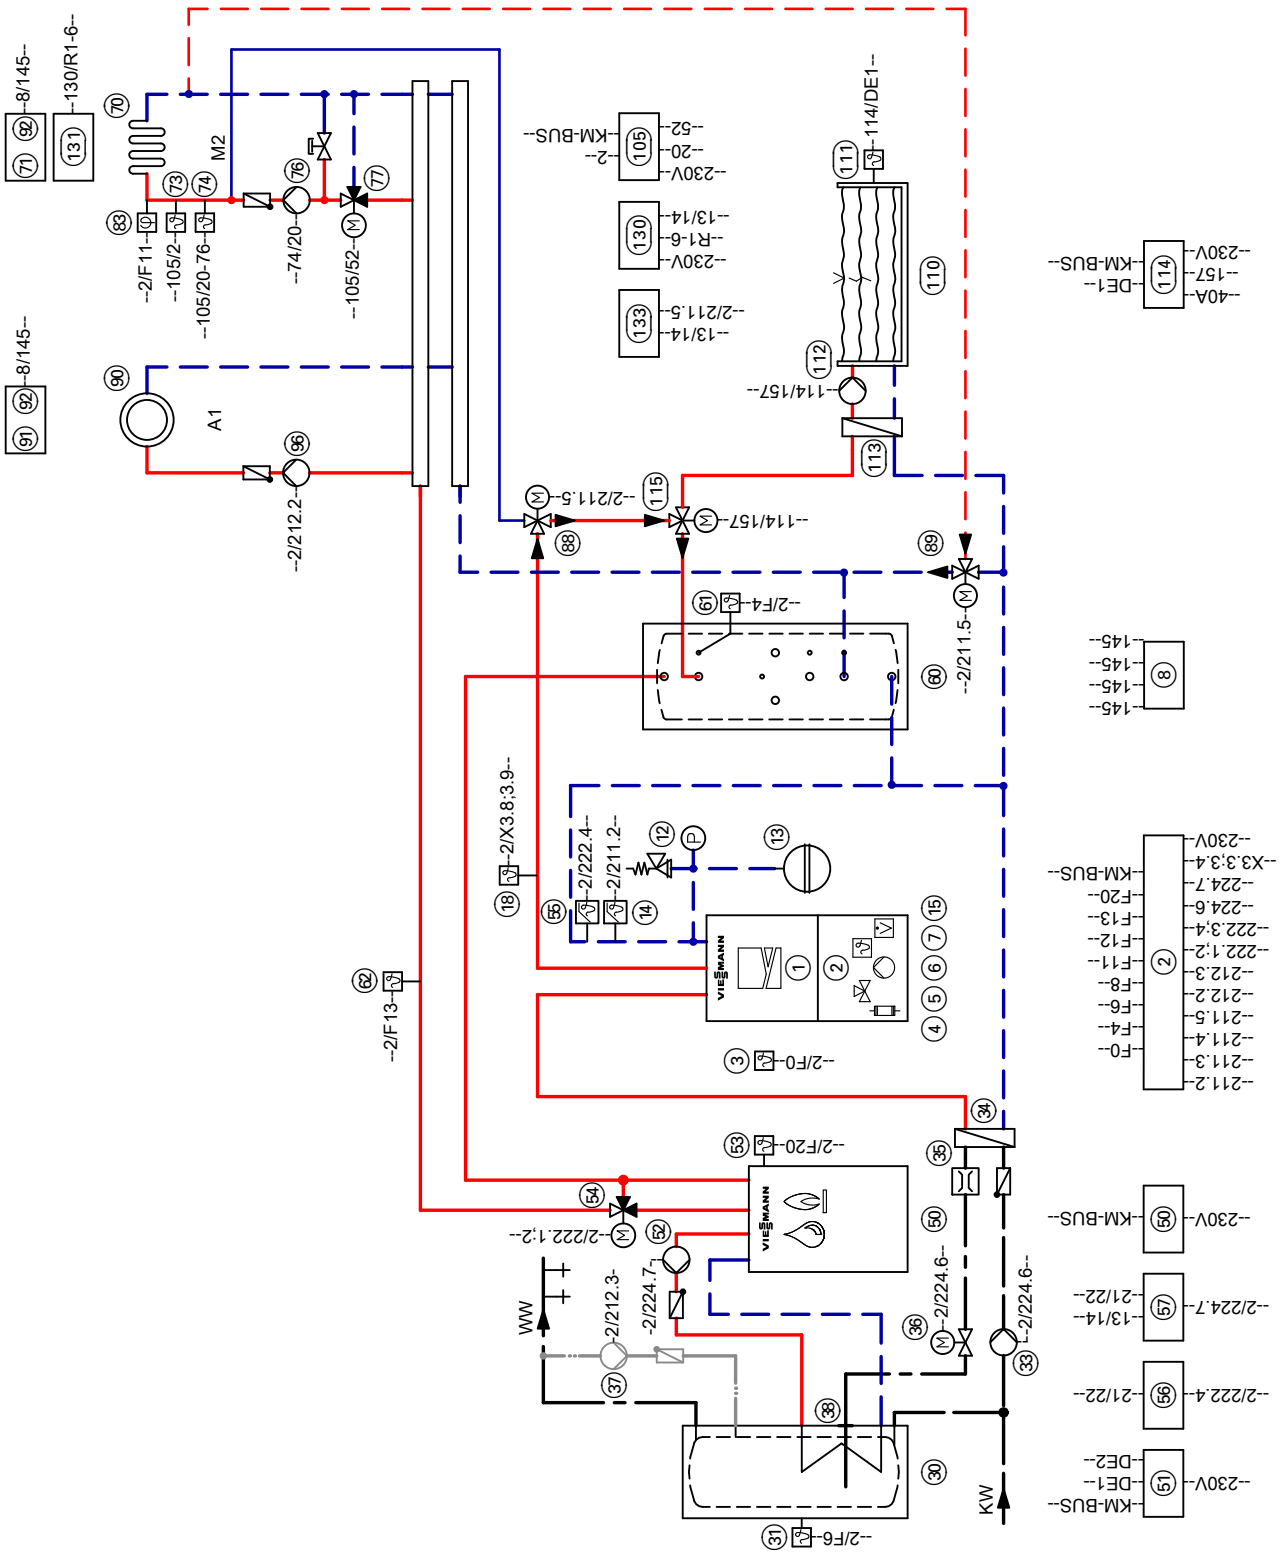 71 92 --8/145--
131 --130/R1-6--
70
83 --2/F11--
73 --105/2--
74 --105/20-76--
M2
76 --74/20--
77 M --105/52--
91 92 --8/145--
90
A1
96 --2/212.2--
105
--KM-BUS--
--2--
--52--
--20--
--230V--
130
--13/14--
--R1-6--
--230V--
133
--2/211.5--
--13/14--
111 --114/DE1--
110
112 --114/157--
113
114
--KM-BUS--
--DE1--
--230V--
--157--
--40A--
88 M --2/211.5--
115 M --114/157--
89 M --2/211.5--
61 --2/F4--
60
8
--145--
--145--
--145--
--145--
18 --2/X3.8;3.9--
62 --2/F13--
55 --2/222.4--
14 --2/211.2--
12 P
13
VIESMANN
1
2
15
7
6
5
4
3 --2/F0--
2
--KM-BUS--
--F20--
--F13--
--F12--
--F11--
--F8--
--F6--
--F4--
--F0--
--230V--
--X3.3;3.4--
--224.7--
--224.6--
--222.3;4--
--222.1;2--
--212.3--
--212.2--
--211.5--
--211.4--
--211.3--
--211.2--
34
35
53 --2/F20--
54 M --2/222.1;2--
VIESMANN
50
52 --2/224.7--
WW
37 --2/212.3--
36 M --2/224.6--
33 --2/224.6--
38
30
31 --2/F6--
KW
50
--KM-BUS--
--230V--
57
--21/22--
--13/14--
--2/224.7--
56
--21/22--
--2/222.4--
51
--DE2--
--DE1--
--KM-BUS--
--230V--